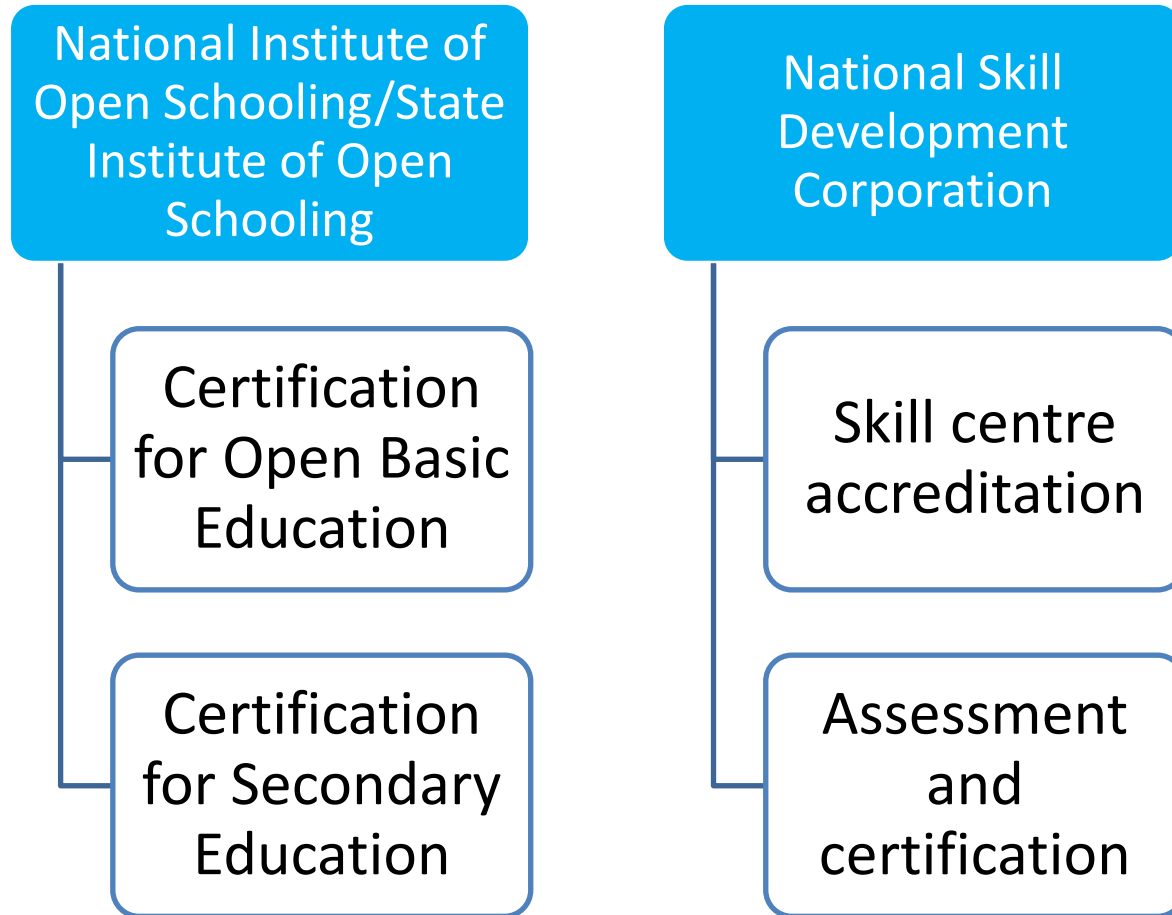 National Institute of
Open Schooling/State
Institute of Open
Schooling
Certification
for Open Basic
Education
Certification
for Secondary
Education
National Skill
Development
Corporation
Skill centre
accreditation
Assessment
and
certification